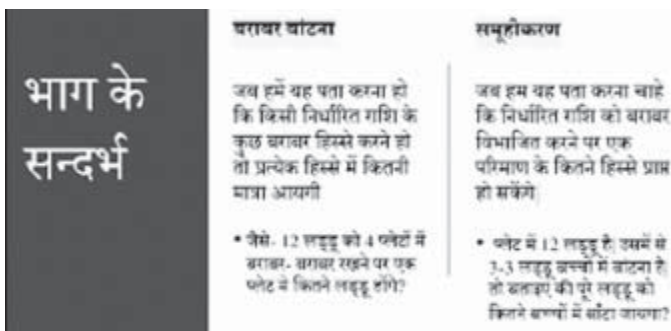 भाग के
सन्दर्भ
बराबर बांटना
जब हमें यह पता करना हो
कि किसी निर्धारित राशि के
कुछ बराबर हिस्से करने हो
तो प्रत्येक हिस्से में कितनी
मात्रा आयगी
• जैसे- 12 लड्डू को 4 प्लेटों में
बराबर- बराबर रखने पर एक
प्लेट में कितने लड्डू होंगे?
समूहीकरण
जब हम यह पता करना चाहे
कि निर्धारित राशि को बराबर
विभाजित करने पर एक
परिमाण के कितने हिस्से प्राप्त
हो सकेंगे
• प्लेट में 12 लड्डू है| उसमें से
3-3 लड्डू बच्चों में बांटना है|
तो बताइए की पूरे लड्डू को
कितने बच्चों में बाँटा जायगा?